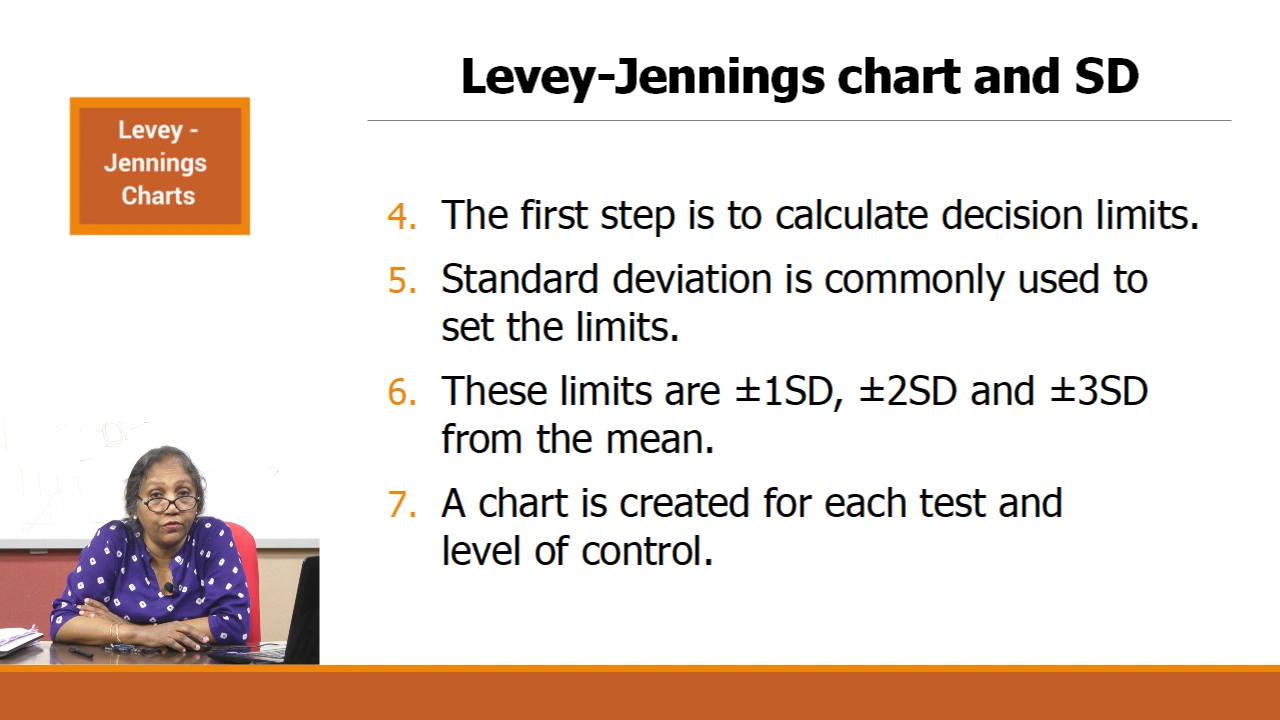 Levey-Jennings chart and SD
Levey -
Jennings
Charts
4. The first step is to calculate decision limits.
5. Standard deviation is commonly used to
set the limits.
6. These limits are ±1SD, ±2SD and ±3SD
from the mean.
7. A chart is created for each test and
level of control.